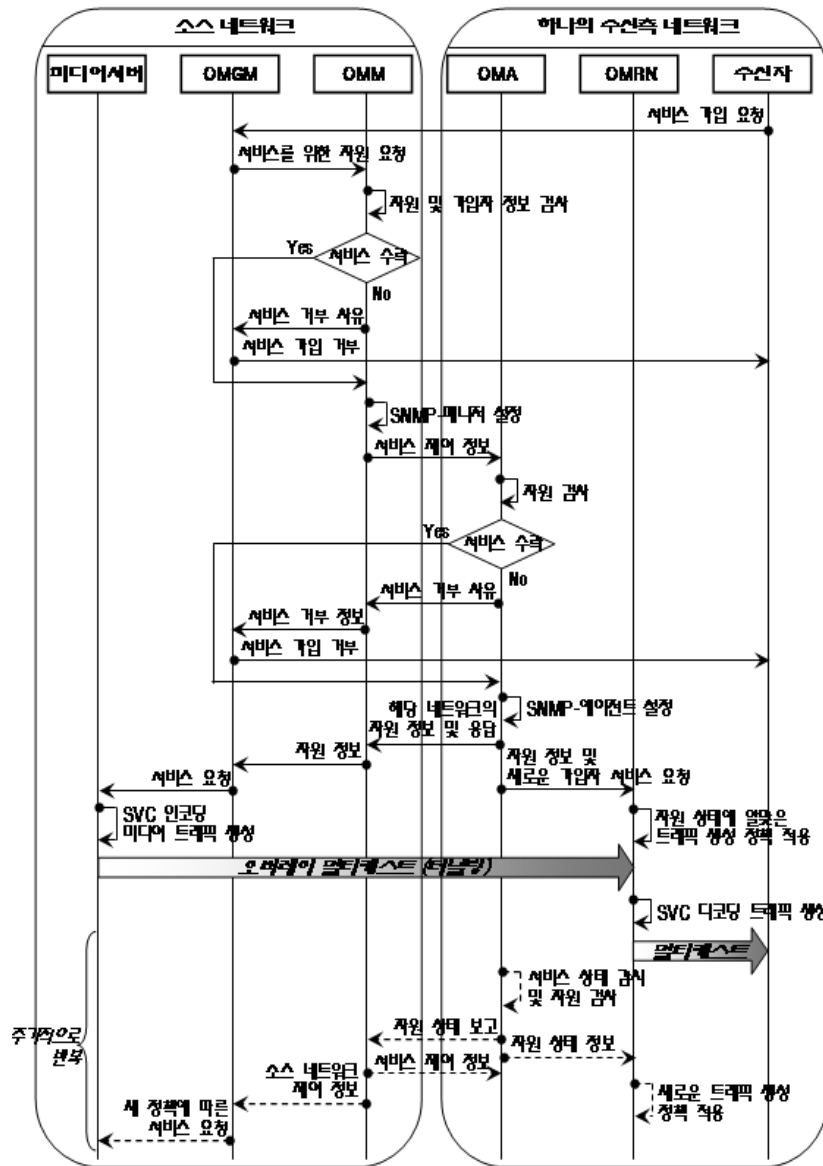 소스 네트워크
하나의 수신측 네트워크
미디어서버
OMGM
OMM
OMA
OMRN
수신자
서비스 가입 요청
서비스를 위한 자원 요청
자원 및 가입자 정보 검사
Yes
서비스 수락
No
서비스 거부 사유
서비스 가입 거부
SNMP-매니저 설정
서비스 제어 정보
자원 검사
Yes
서비스 수락
No
서비스 거부 사유
서비스 거부 정보
서비스 가입 거부
SNMP-에이전트 설정
해당 네트워크의
자원 정보 및 응답
자원 정보
자원 정보 및
새로운 가입자 서비스 요청
서비스 요청
SVC 인코딩
미디어 트래픽 생성
자원 상태에 알맞은
트래픽 생성 정책 적용
오버레이 멀티캐스트 (터널링)
SVC 디코딩 트래픽 생성
멀티캐스트
서비스 상태 감시
및 자원 검사
주기적으로
반복
자원 상태 보고
자원 상태 정보
서비스 제어 정보
소스 네트워크
제어 정보
새로운 트래픽 생성
정책 적용
새 정책에 따른
서비스 요청